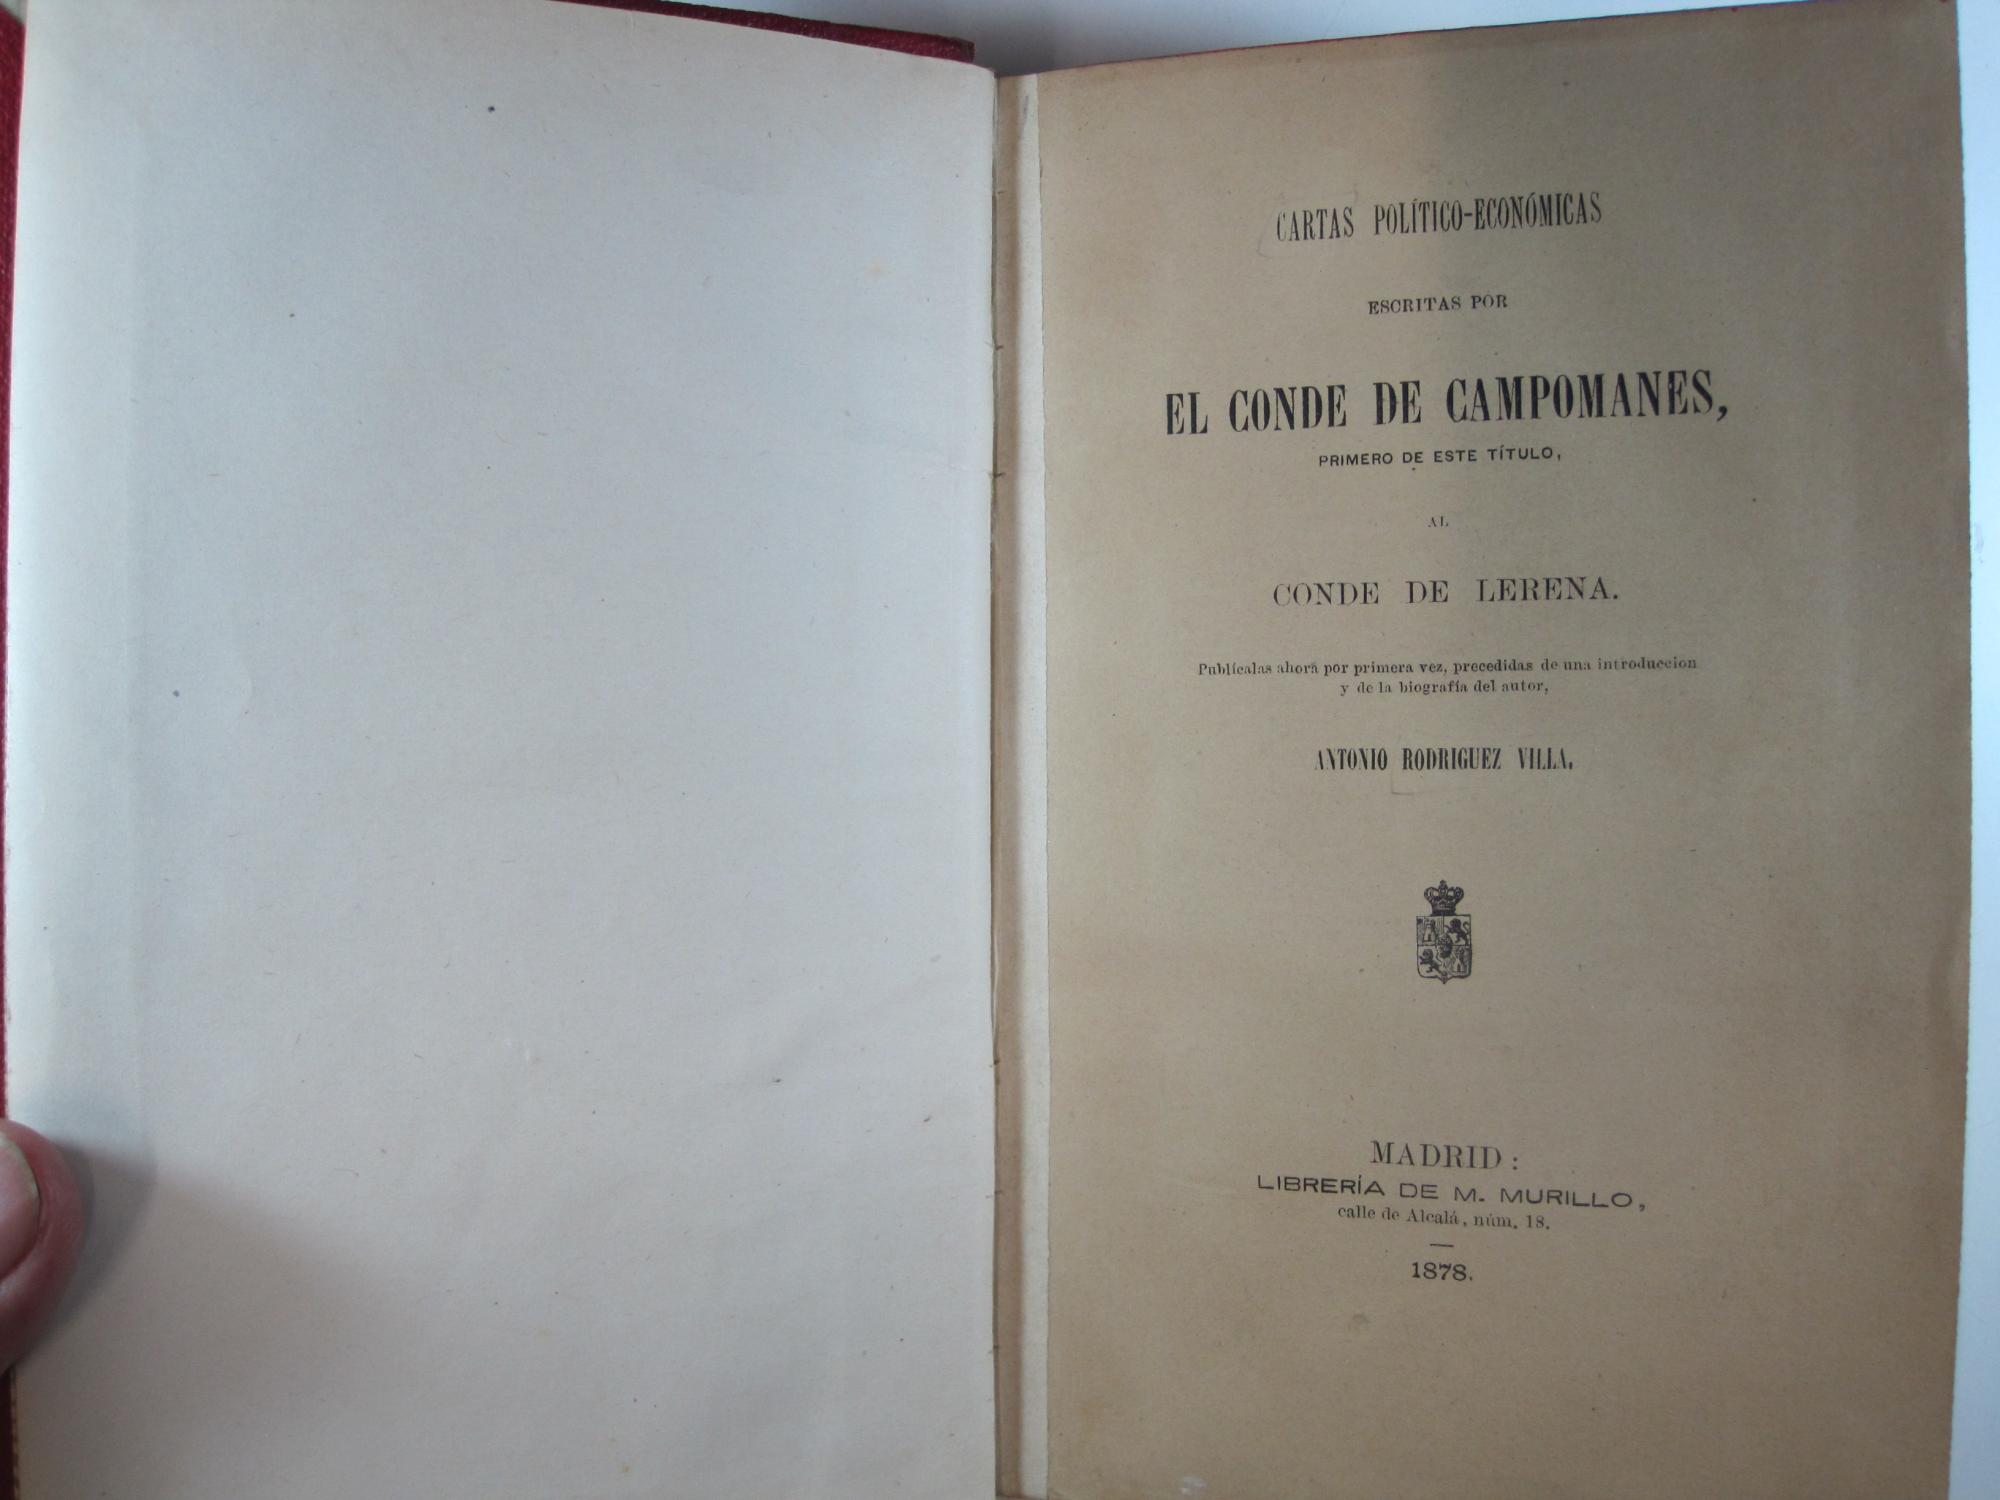 CARTAS POLÍTICO-ECONÓMICAS
ESCRITAS POR
EL CONDE DE CAMPOMANES,
PRIMERO DE ESTE TÍTULO,
AL
CONDE DE LERENA.
Publícalas ahora por primera vez, precedidas de una introduccion
y de la biografía del autor,
ANTONIO RODRIGUEZ VILLA.
MADRID:
LIBRERÍA DE M. MURILLO,
calle de Alcalá, núm. 18.
1878.